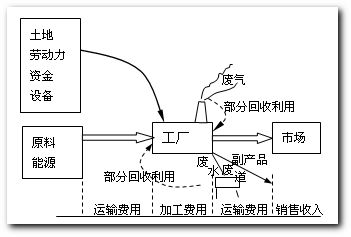 土地
劳动力
资金
设备
废气
部分回收利用
原料
能源
工厂
市场
废水废道
副产品
部分回收利用
运输费用
加工费用
运输费用
销售收入